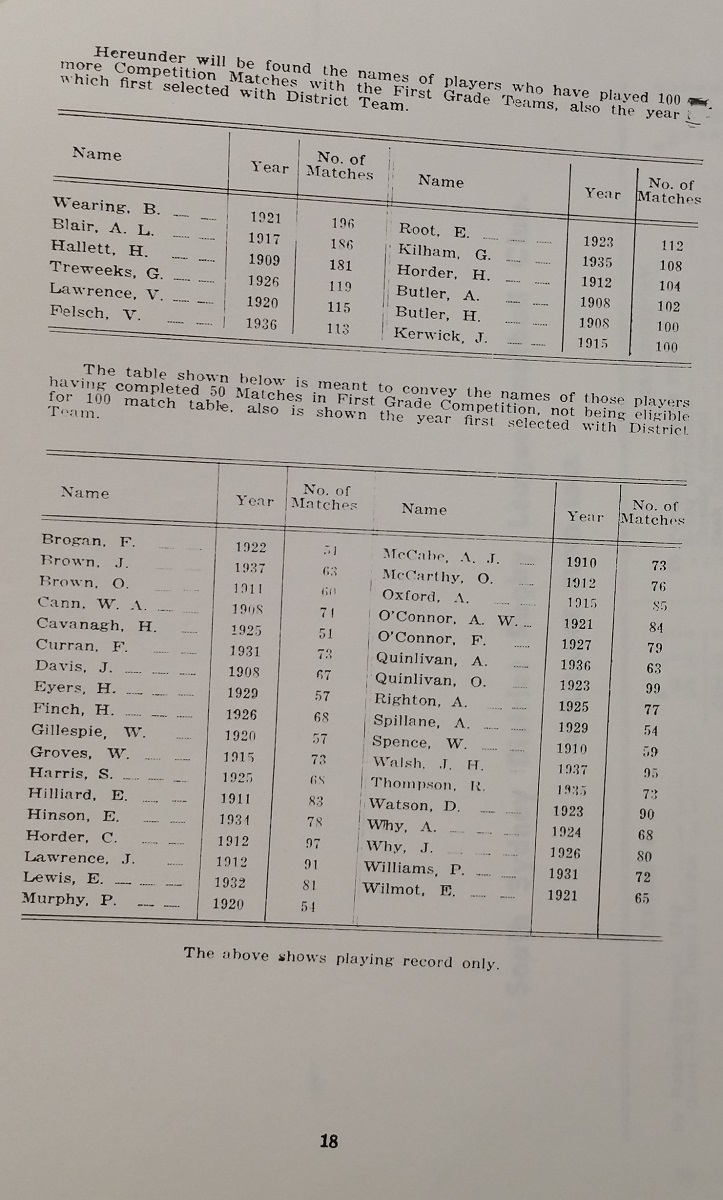 Hereunder will be found the names of players who have played 100
more Competition Matches with the First Grade Teams, also the year
which first selected with District Team.
Name Year No. of Matches Name Year No. of Matches
Wearing, B. 1921 196 Root, E. 1923 112
Blair, A. L. 1917 186 Kilham, G. 1935 108
Hallett, H. 1909 181 Horder, H. 1912 104
Treweeks, G. 1926 119 Butler, A. 1908 102
Lawrence, V. 1920 115 Butler, H. 1908 100
Felsch, V. 1936 113 Kerwick, J. 1915 100
The table shown below is meant to convey the names of those players
having completed 50 Matches in First Grade Competition, not being eligible
for 100 match table, also is shown the year first selected with District
Team.
Name Year No. of Matches Name Year No. of Matches
Brogan, F. 1922 51 McCabe, A. J. 1910 73
Brown, J. 1937 63 McCarthy, O. 1912 76
Brown, O. 1911 60 Oxford, A. 1915 85
Cann, W. A. 1908 71 O'Connor, A. W. 1921 84
Cavanagh, H. 1925 51 O'Connor, F. 1927 79
Curran, F. 1931 73 Quinlivan, A. 1936 63
Davis, J. 1908 67 Quinlivan, O. 1923 99
Eyers, H. 1929 57 Righton, A. 1925 77
Finch, H. 1926 68 Spillane, A. 1929 54
Gillespie, W. 1920 57 Spence, W. 1910 59
Groves, W. 1915 73 Walsh, J. H. 1937 95
Harris, S. 1925 68 Thompson, R. 1935 73
Hilliard, E. 1911 83 Watson, D. 1923 90
Hinson, E. 1934 78 Why, A. 1924 68
Horder, C. 1912 97 Why, J. 1926 80
Lawrence, J. 1912 91 Williams, P. 1931 72
Lewis, E. 1932 81 Wilmot, E. 1921 65
Murphy, P. 1920 54
The above shows playing record only.
18